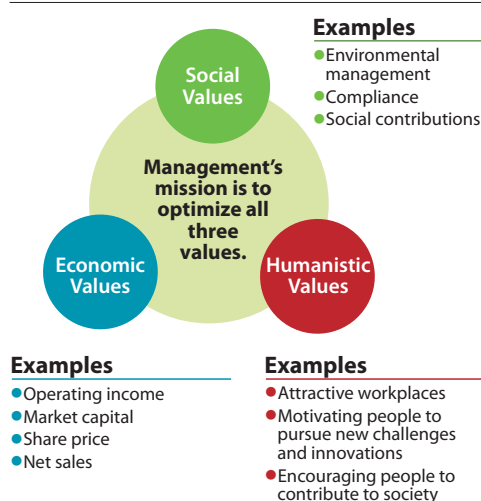 Examples
●Environmental
management
●Compliance
●Social contributions
Social
Values
Management's
mission is to
optimize all
three
values.
Economic
Values
Humanistic
Values
Examples
●Operating income
●Market capital
●Share price
●Net sales
Examples
●Attractive workplaces
●Motivating people to
pursue new challenges
and innovations
●Encouraging people to
contribute to society